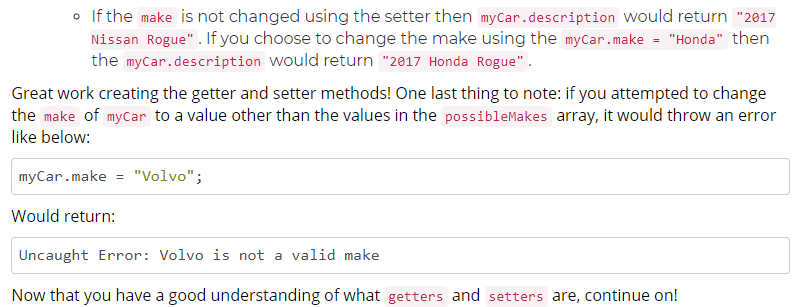 If the make is not changed using the setter then myCar.description would return "2017
Nissan Rogue". If you choose to change the make using the myCar.make = "Honda" then
the myCar.description would return "2017 Honda Rogue".
Great work creating the getter and setter methods! One last thing to note: if you attempted to change
the make of myCar to a value other than the values in the possibleMakes array, it would throw an error
like below:
myCar.make = "Volvo";
Would return:
Uncaught Error: Volvo is not a valid make
Now that you have a good understanding of what getters and setters are, continue on!